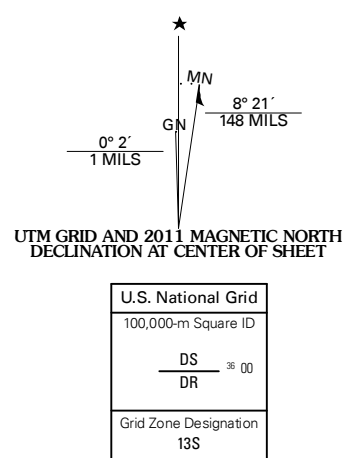 ★
MN
8° 21´
148 MILS
GN
0° 2´
1 MILS
UTM GRID AND 2011 MAGNETIC NORTH
DECLINATION AT CENTER OF SHEET
U.S. National Grid
100,000-m Square ID
DS
36 00
DR
Grid Zone Designation
13S